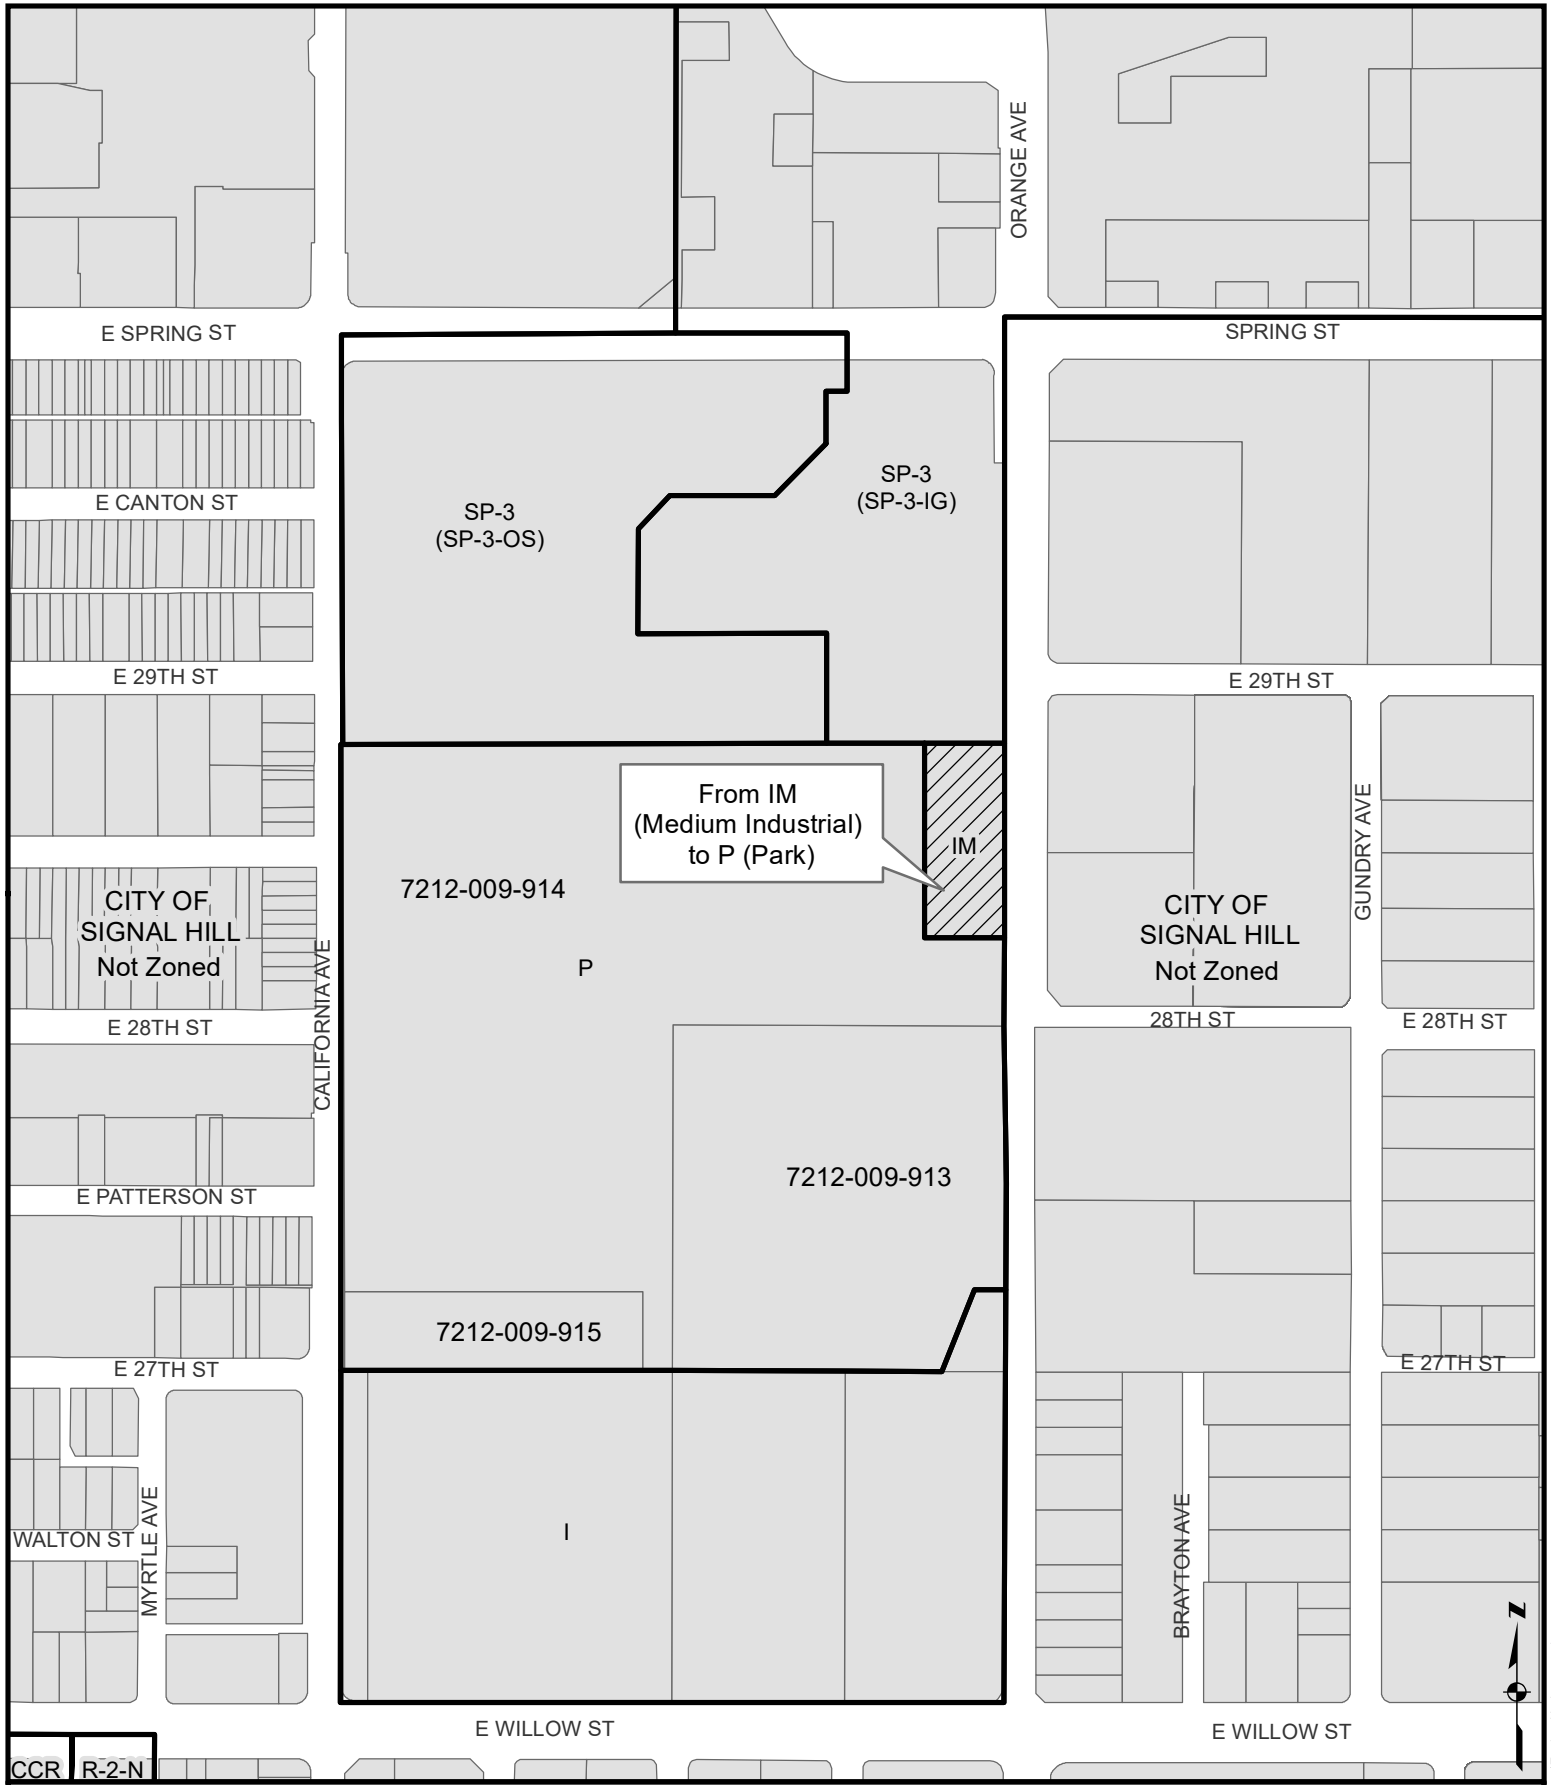 ORANGE AVE
E SPRING ST
SPRING ST
SP-3
(SP-3-IG)
E CANTON ST
SP-3
(SP-3-OS)
E 29TH ST
E 29TH ST
From IM
(Medium Industrial)
to P (Park)
IM
GUNDRY AVE
7212-009-914
CITY OF
SIGNAL HILL
Not Zoned
CITY OF
SIGNAL HILL
Not Zoned
CALIFORNIA AVE
P
E 28TH ST
28TH ST
E 28TH ST
7212-009-913
E PATTERSON ST
7212-009-915
E 27TH ST
E 27TH ST
MYRTLE AVE
WALTON ST
I
BRAYTON AVE
N
E WILLOW ST
E WILLOW ST
CCR
R-2-N